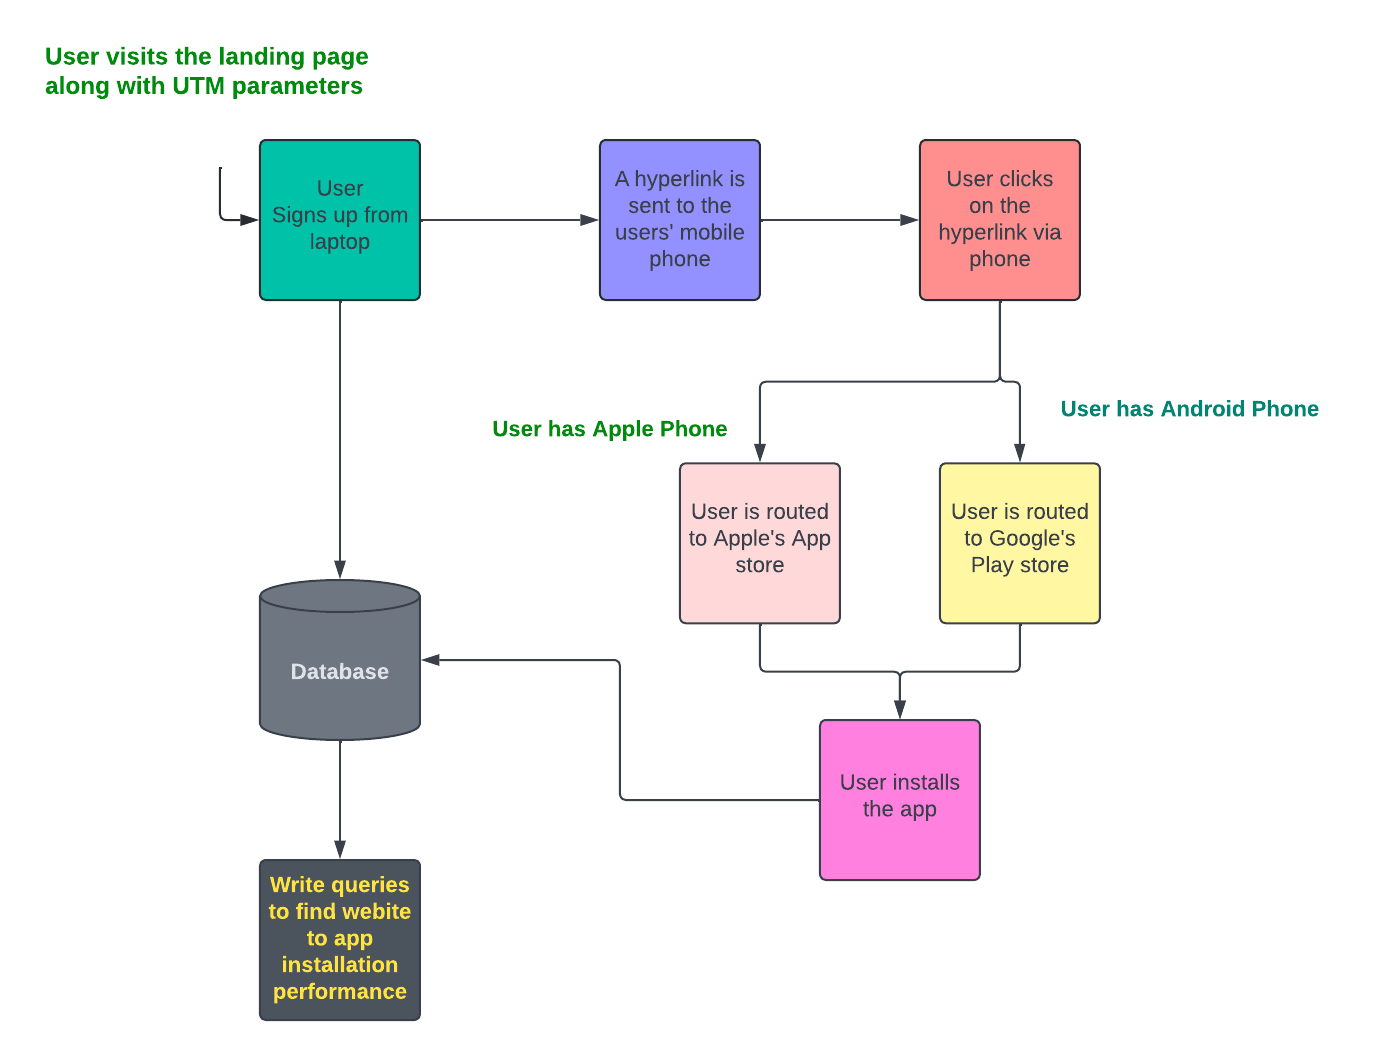 User visits the landing page
along with UTM parameters
User
Signs up from
laptop
A hyperlink is
sent to the
users' mobile
phone
User clicks
on the
hyperlink via
phone
User has Apple Phone
User has Android Phone
User is routed
to Apple's App
store
User is routed
to Google's
Play store
Database
User installs
the app
Write queries
to find webite
to app
installation
performance